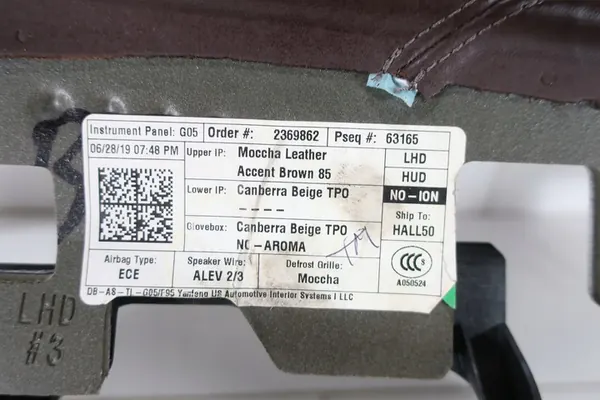 Instrument Panel: G05 Order #: 2369862 Pseq #: 63165
06/28/19 07:48 PM
Upper IP: Moccha Leather
Accent Brown 85
LHD
HUD
Lower IP: Canberra Beige TPO
----
NO-ION
Ship To:
HALL50
Glovebox: Canberra Beige TPO
NO-AROMA
TM
Airbag Type:
ECE
Speaker Wire:
ALEV 2/3
Defrost Grille:
Moccha
CCC S
A050524
DB-A8-TL-G05/F95 Yanfeng US Automotive Interior Systems I LLC
LHD
#3